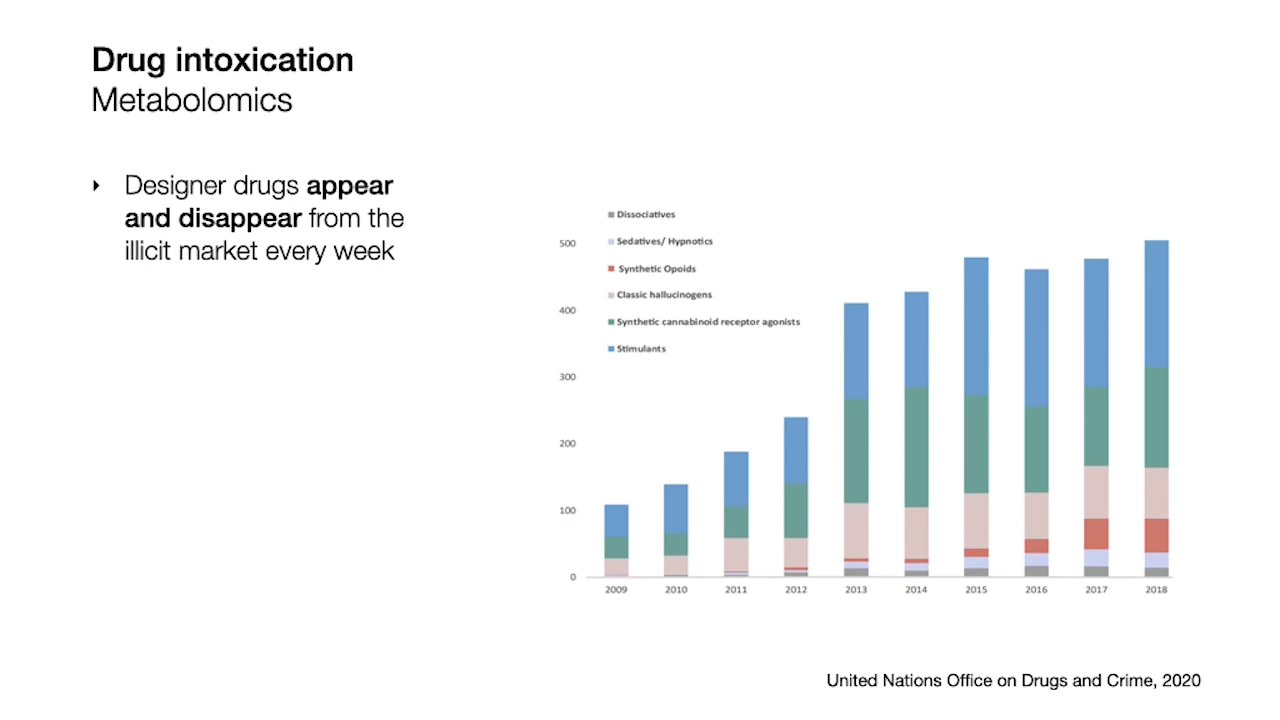 Drug intoxication
Metabolomics
‣ Designer drugs appear
and disappear from the
illicit market every week
Dissociatives
Sedatives/ Hypnotics
Synthetic Opoids
Classic hallucinogens
Synthetic cannabinoid receptor agonists
Stimulants
500
400
300
200
100
0
2009 2010 2011 2012 2013 2014 2015 2016 2017 2018
United Nations Office on Drugs and Crime, 2020